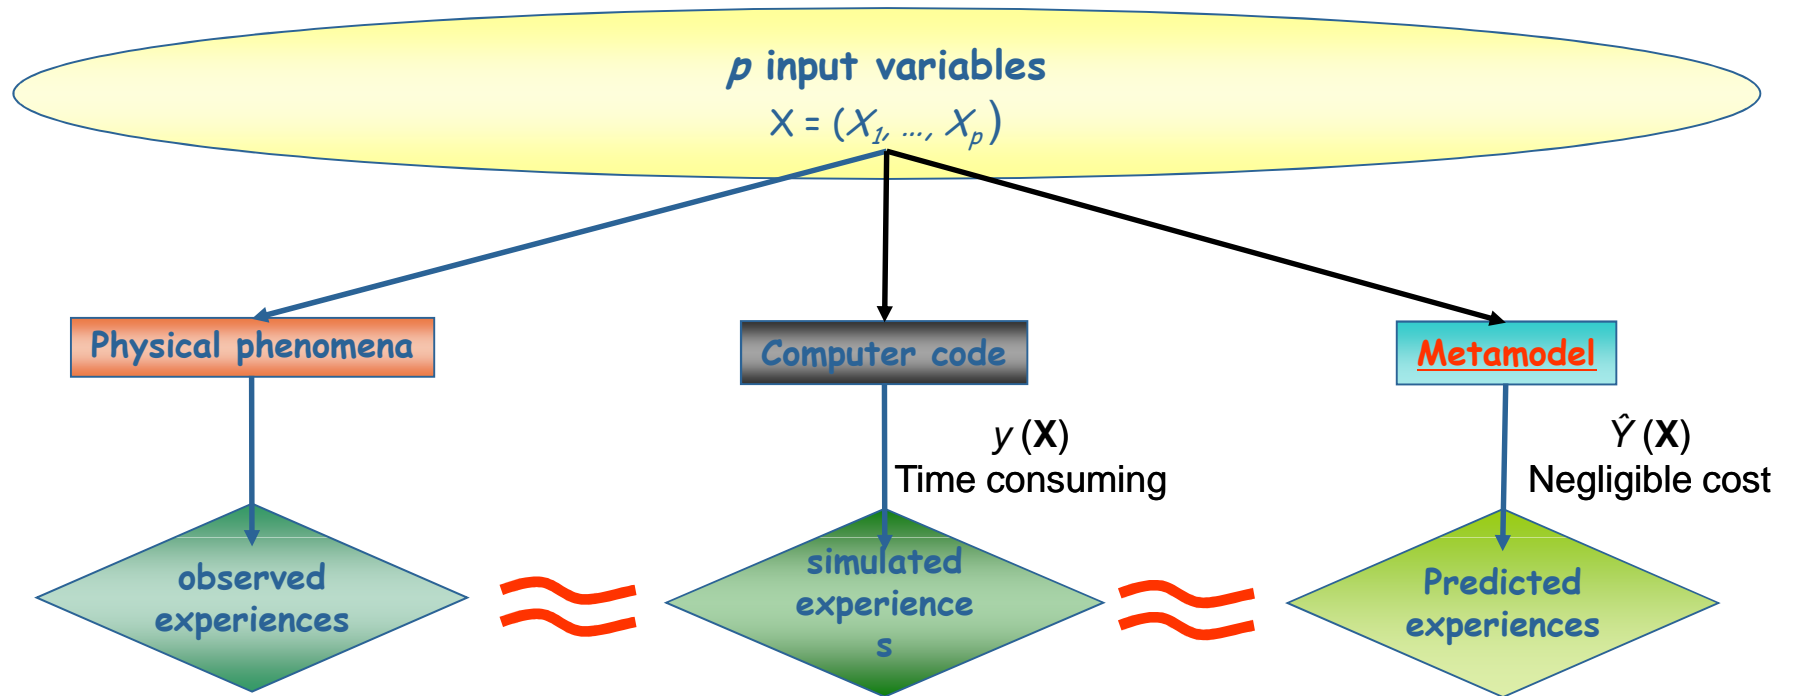 p input variables
X = (X1, ..., Xp)
Physical phenomena
Computer code
Metamodel
y (X)
Time consuming
Ŷ (X)
Negligible cost
observed
experiences
simulated
experience
s
Predicted
experiences